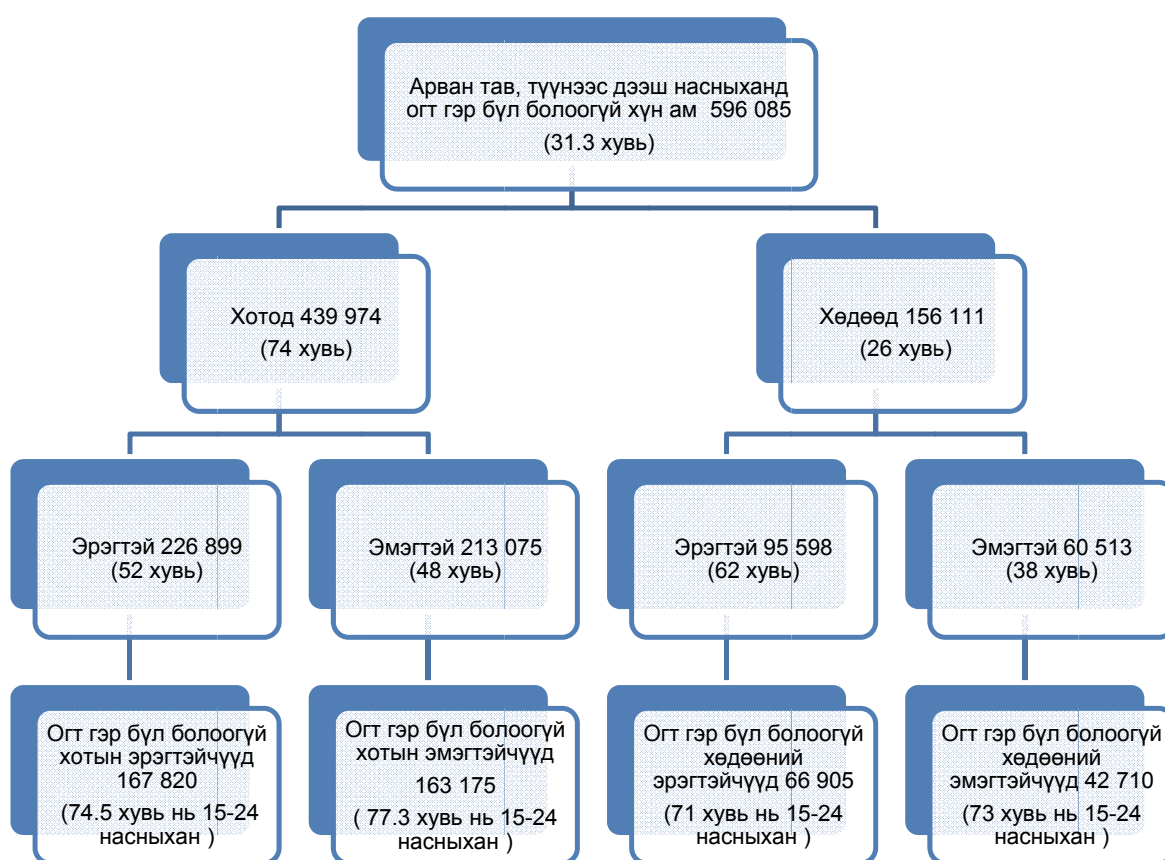 Арван тав, түүнээс дээш насныханд
огт гэр бүл болоогүй хүн ам 596 085
(31.3 хувь)
Хотод 439 974
(74 хувь)
Хөдөөд 156 111
(26 хувь)
Эрэгтэй 226 899
(52 хувь)
Эмэгтэй 213 075
(48 хувь)
Эрэгтэй 95 598
(62 хувь)
Эмэгтэй 60 513
(38 хувь)
Огт гэр бүл болоогүй
хотын эрэгтэйчүүд
167 820
(74.5 хувь нь 15-24
насныхан )
Огт гэр бүл болоогүй
хотын эмэгтэйчүүд
163 175
( 77.3 хувь нь 15-24
насныхан )
Огт гэр бүл болоогүй
хөдөөний
эрэгтэйчүүд 66 905
(71 хувь нь 15-24
насныхан )
Огт гэр бүл болоогүй
хөдөөний
эмэгтэйчүүд 42 710
(73 хувь нь 15-24
насныхан )